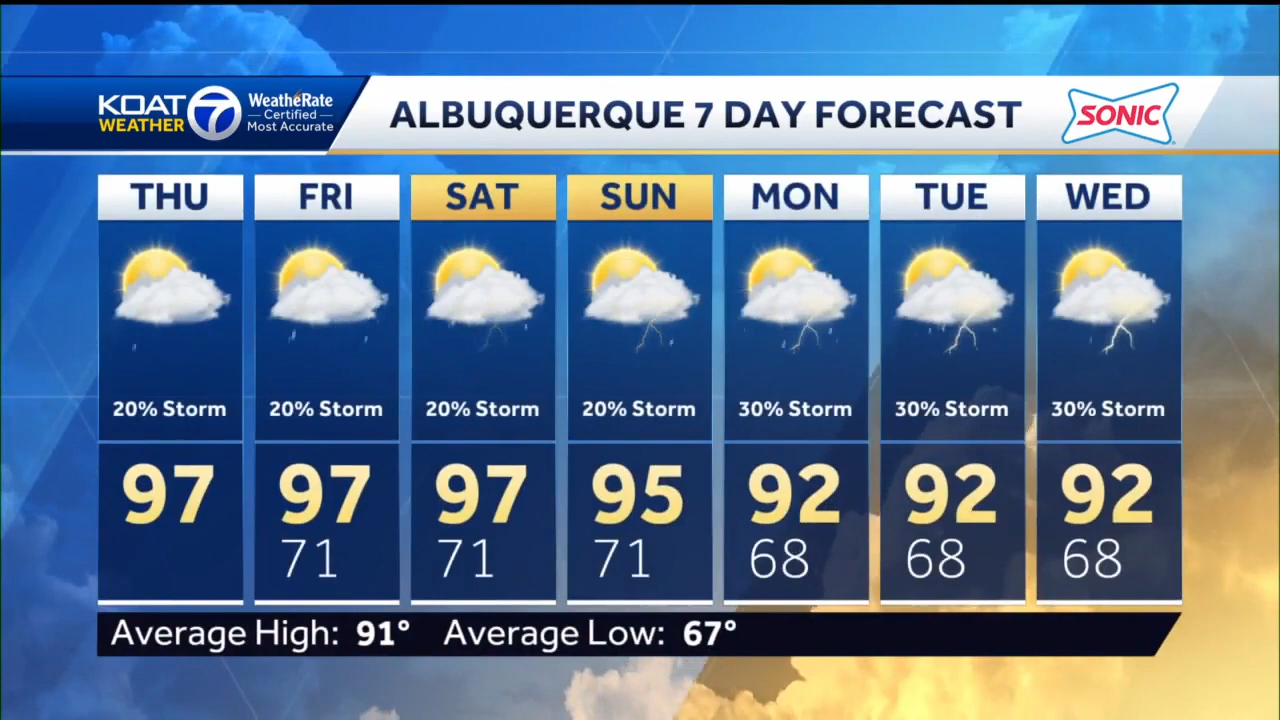 KOAT
WEATHER
7
WeatheRate
Certified
Most Accurate
ALBUQUERQUE 7 DAY FORECAST
SONIC
THU FRI SAT SUN MON TUE WED
20% Storm 20% Storm 20% Storm 20% Storm 30% Storm 30% Storm 30% Storm
97 97 97 95 92 92 92
71 71 71 68 68 68
Average High: 91° Average Low: 67°